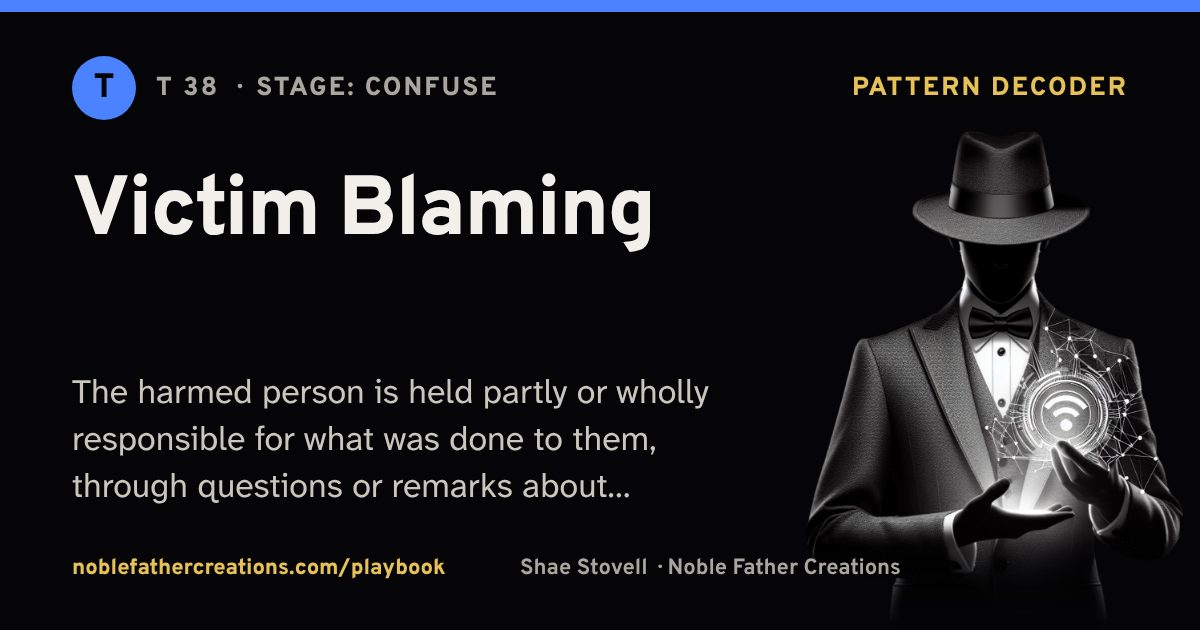 T
T 38 · STAGE: CONFUSE
PATTERN DECODER
Victim Blaming
The harmed person is held partly or wholly
responsible for what was done to them,
through questions or remarks about...
noblefathercreations.com/playbook
Shae Stovell · Noble Father Creations